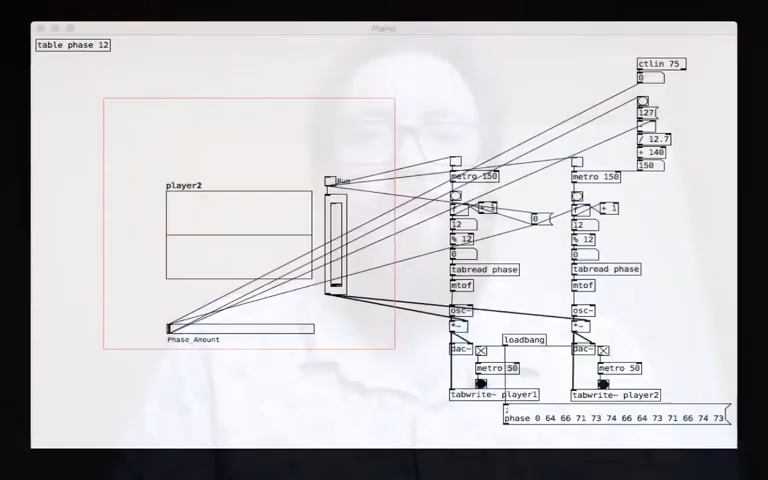 Piano
table phase 12
ctlin 75
0
127
/ 12.7
+ 140
150
player2
Run
metro 150
metro 150
f
+ 1
0
f
+ 1
12
12
% 12
% 12
0
0
tabread phase
tabread phase
mtof
mtof
osc~
osc~
*~
*~
Phase_Amount
loadbang
dac~
dac~
metro 50
metro 50
tabwrite~ player1
tabwrite~ player2
;
phase 0 64 66 71 73 74 66 64 73 71 66 74 73